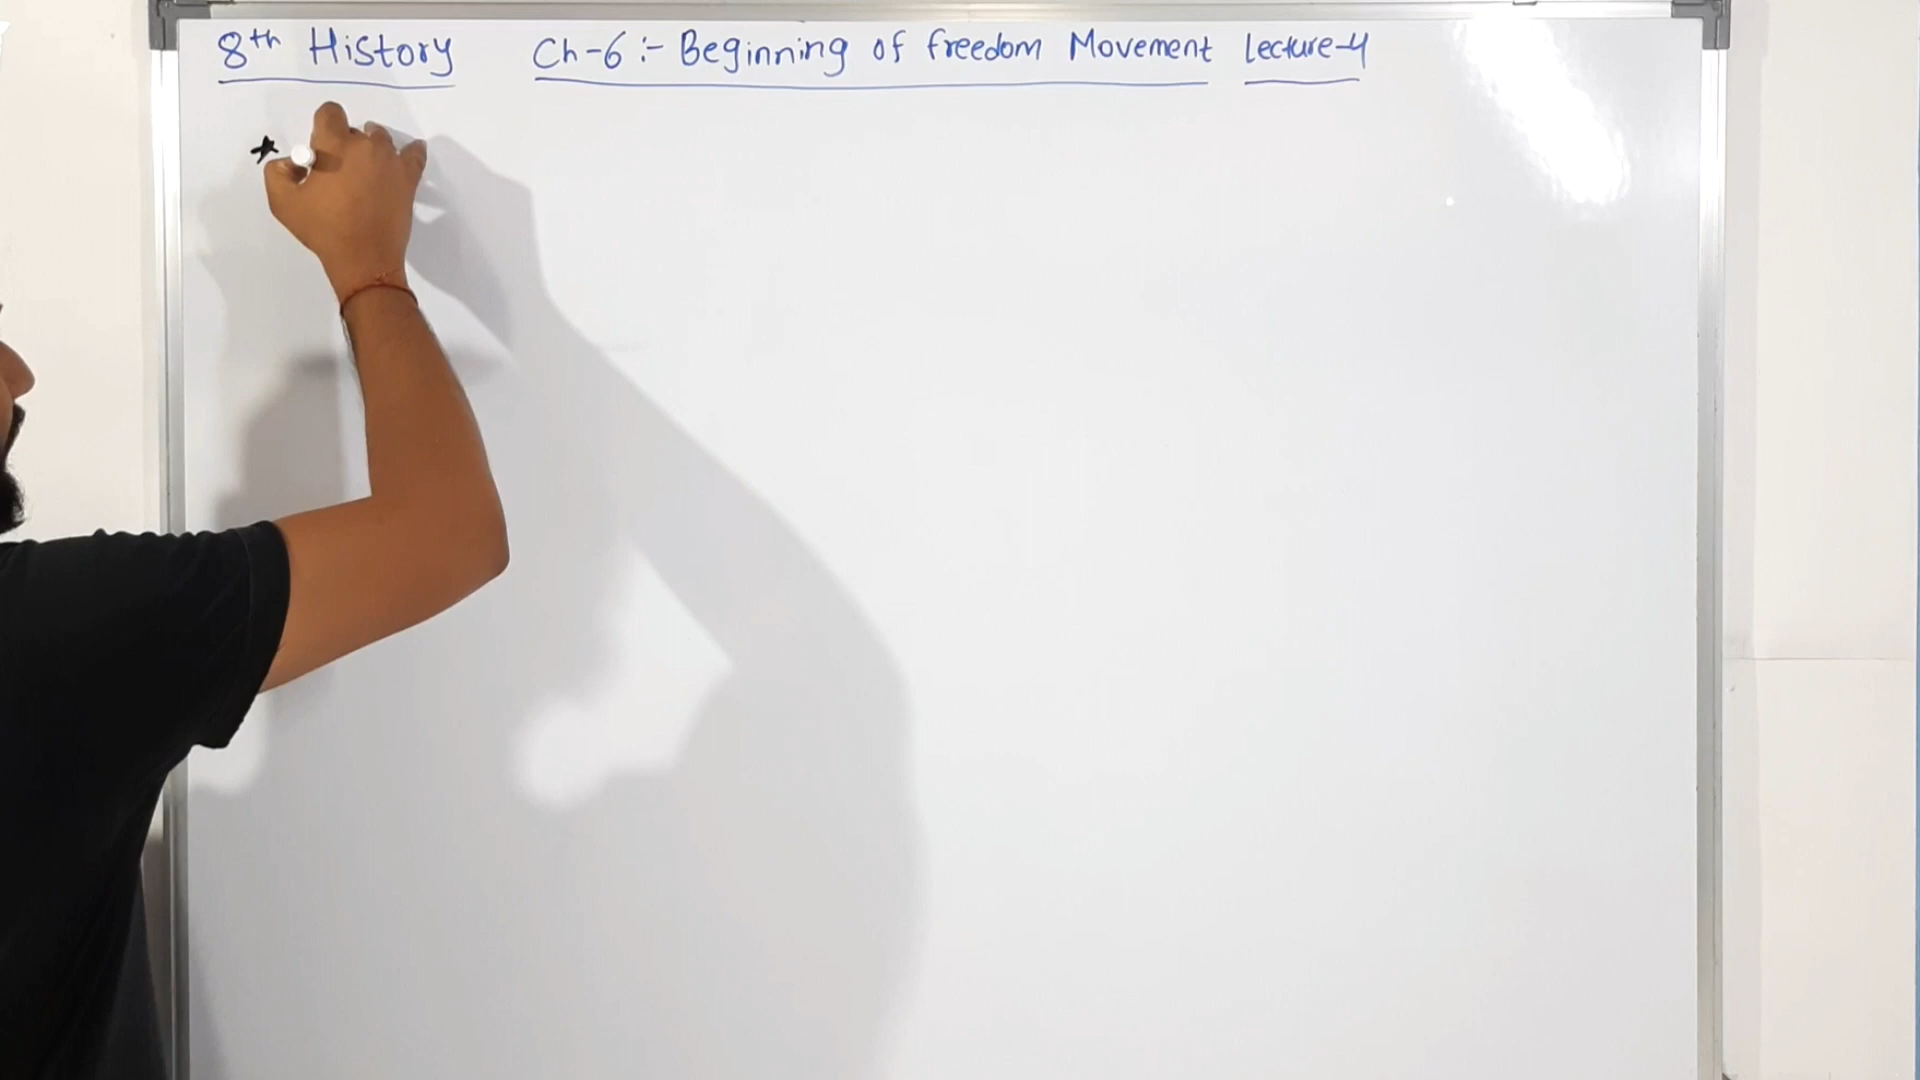 8th History Ch-6 :- Beginning of freedom Movement Lecture-4
*